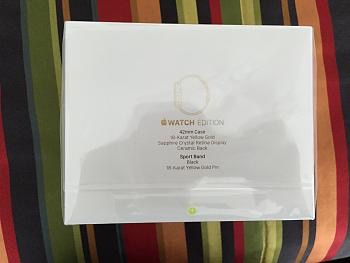 WATCH EDITION
42mm Case
18-Karat Yellow Gold
Sapphire Crystal Retina Display
Ceramic Back
Sport Band
Black
18-Karat Yellow Gold Pin